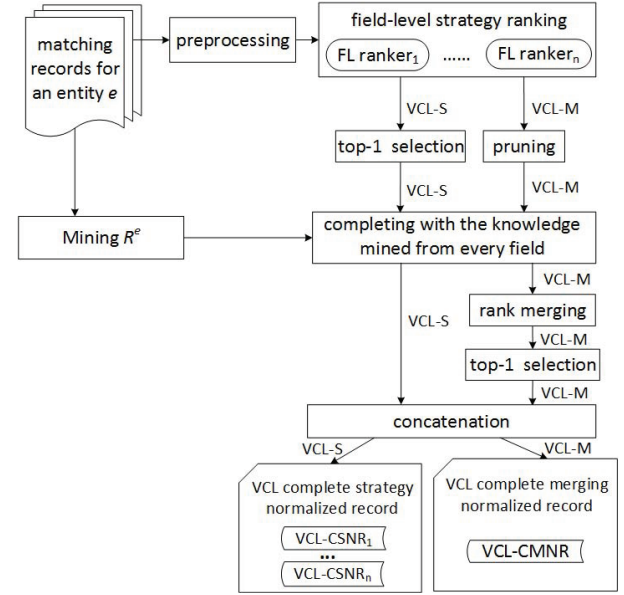 matching
records for
an entity e
preprocessing
field-level strategy ranking
FL ranker₁ ...... FL rankerₙ
VCL-S
VCL-M
top-1 selection
pruning
VCL-S
VCL-M
Mining Rᵉ
completing with the knowledge
mined from every field
VCL-M
rank merging
VCL-S
VCL-M
top-1 selection
VCL-M
concatenation
VCL-S
VCL-M
VCL complete strategy
normalized record
VCL-CSNR₁
...
VCL-CSNRₙ
VCL complete merging
normalized record
VCL-CMNR